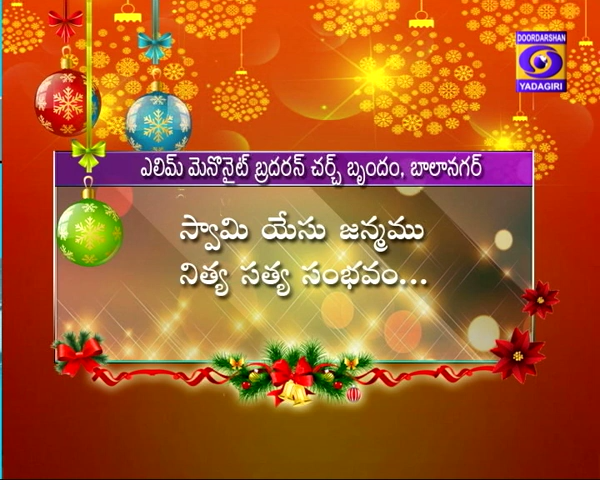 DOORDARSHAN
YADAGIRI
ఎలిమ్ మెనొనైట్ బ్రదరన్ చర్చ్ బృందం, బాలానగర్
స్వామి యేసు జన్మము
నిత్య సత్య సంభవం...